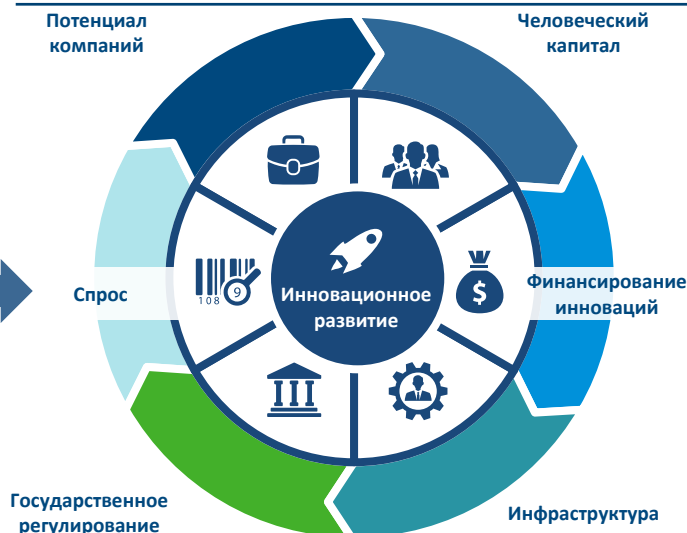 Потенциал
компаний
Человеческий
капитал
Спрос
108
9
$
Инновационное
развитие
Финансирование
инноваций
Государственное
регулирование
Инфраструктура